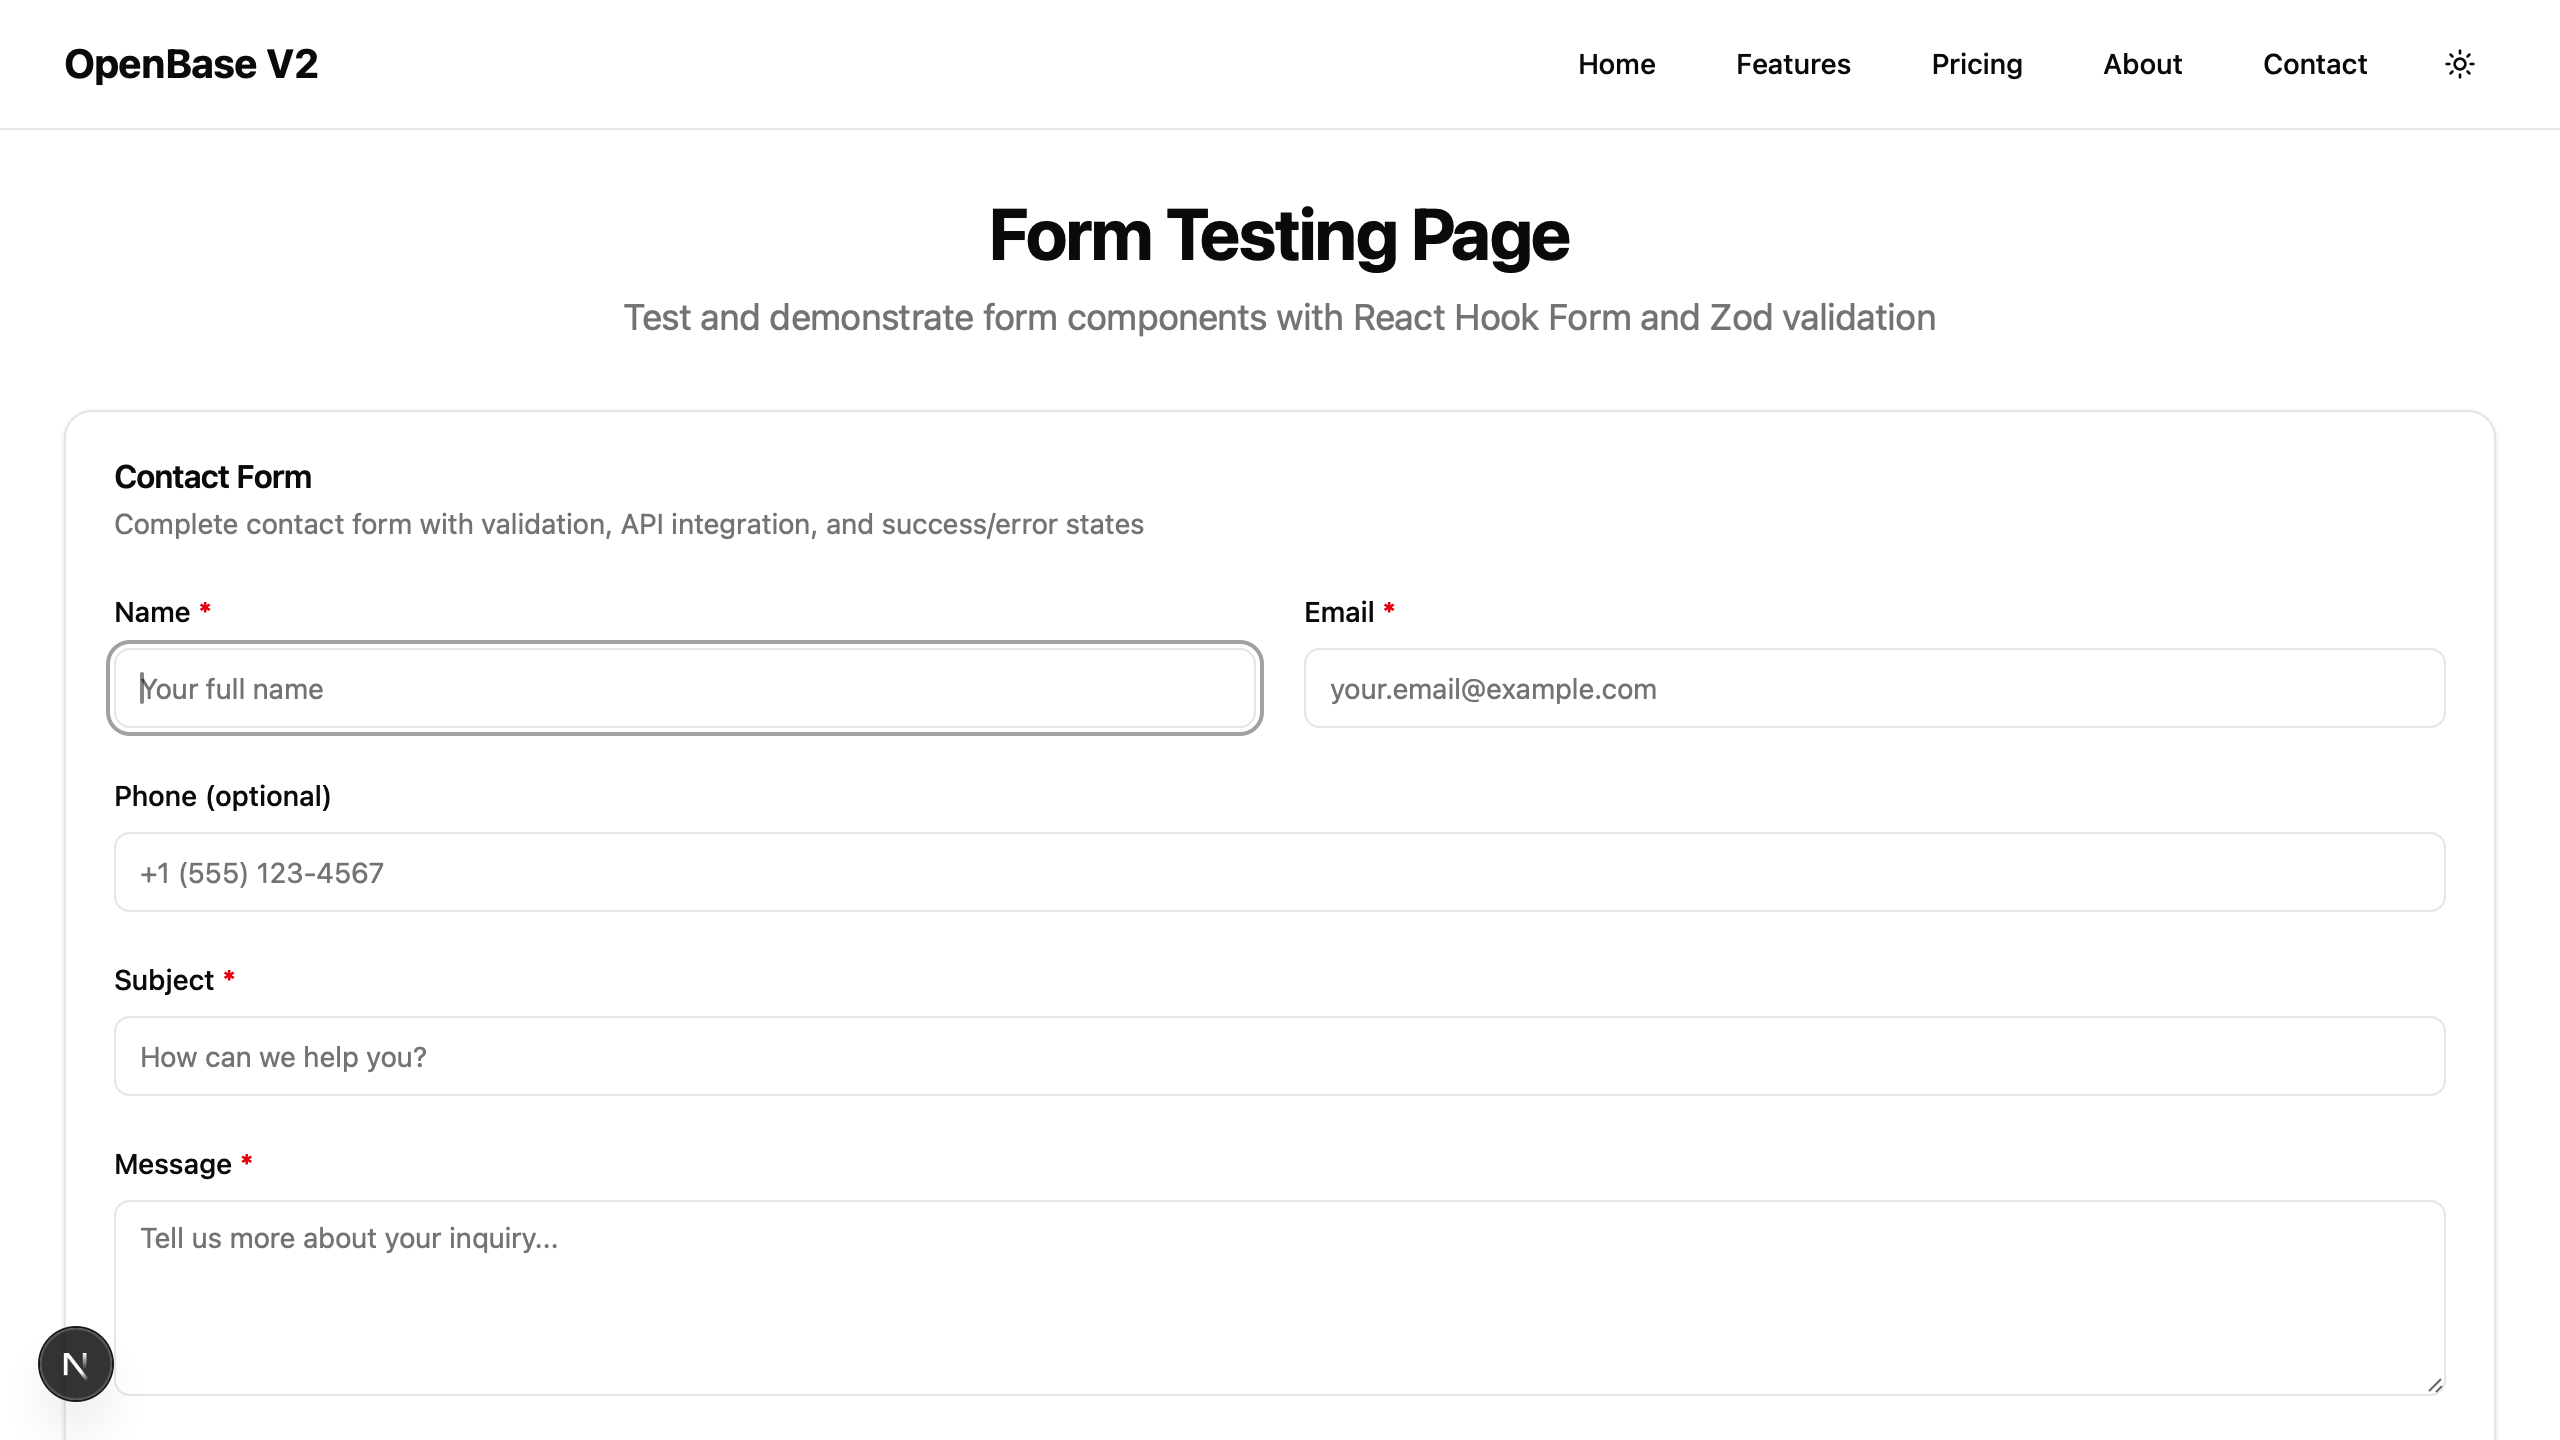 OpenBase V2
Home Features Pricing About Contact
Form Testing Page
Test and demonstrate form components with React Hook Form and Zod validation
Contact Form
Complete contact form with validation, API integration, and success/error states
Name * Email *
Your full name your.email@example.com
Phone (optional)
+1 (555) 123-4567
Subject *
How can we help you?
Message *
Tell us more about your inquiry...
N